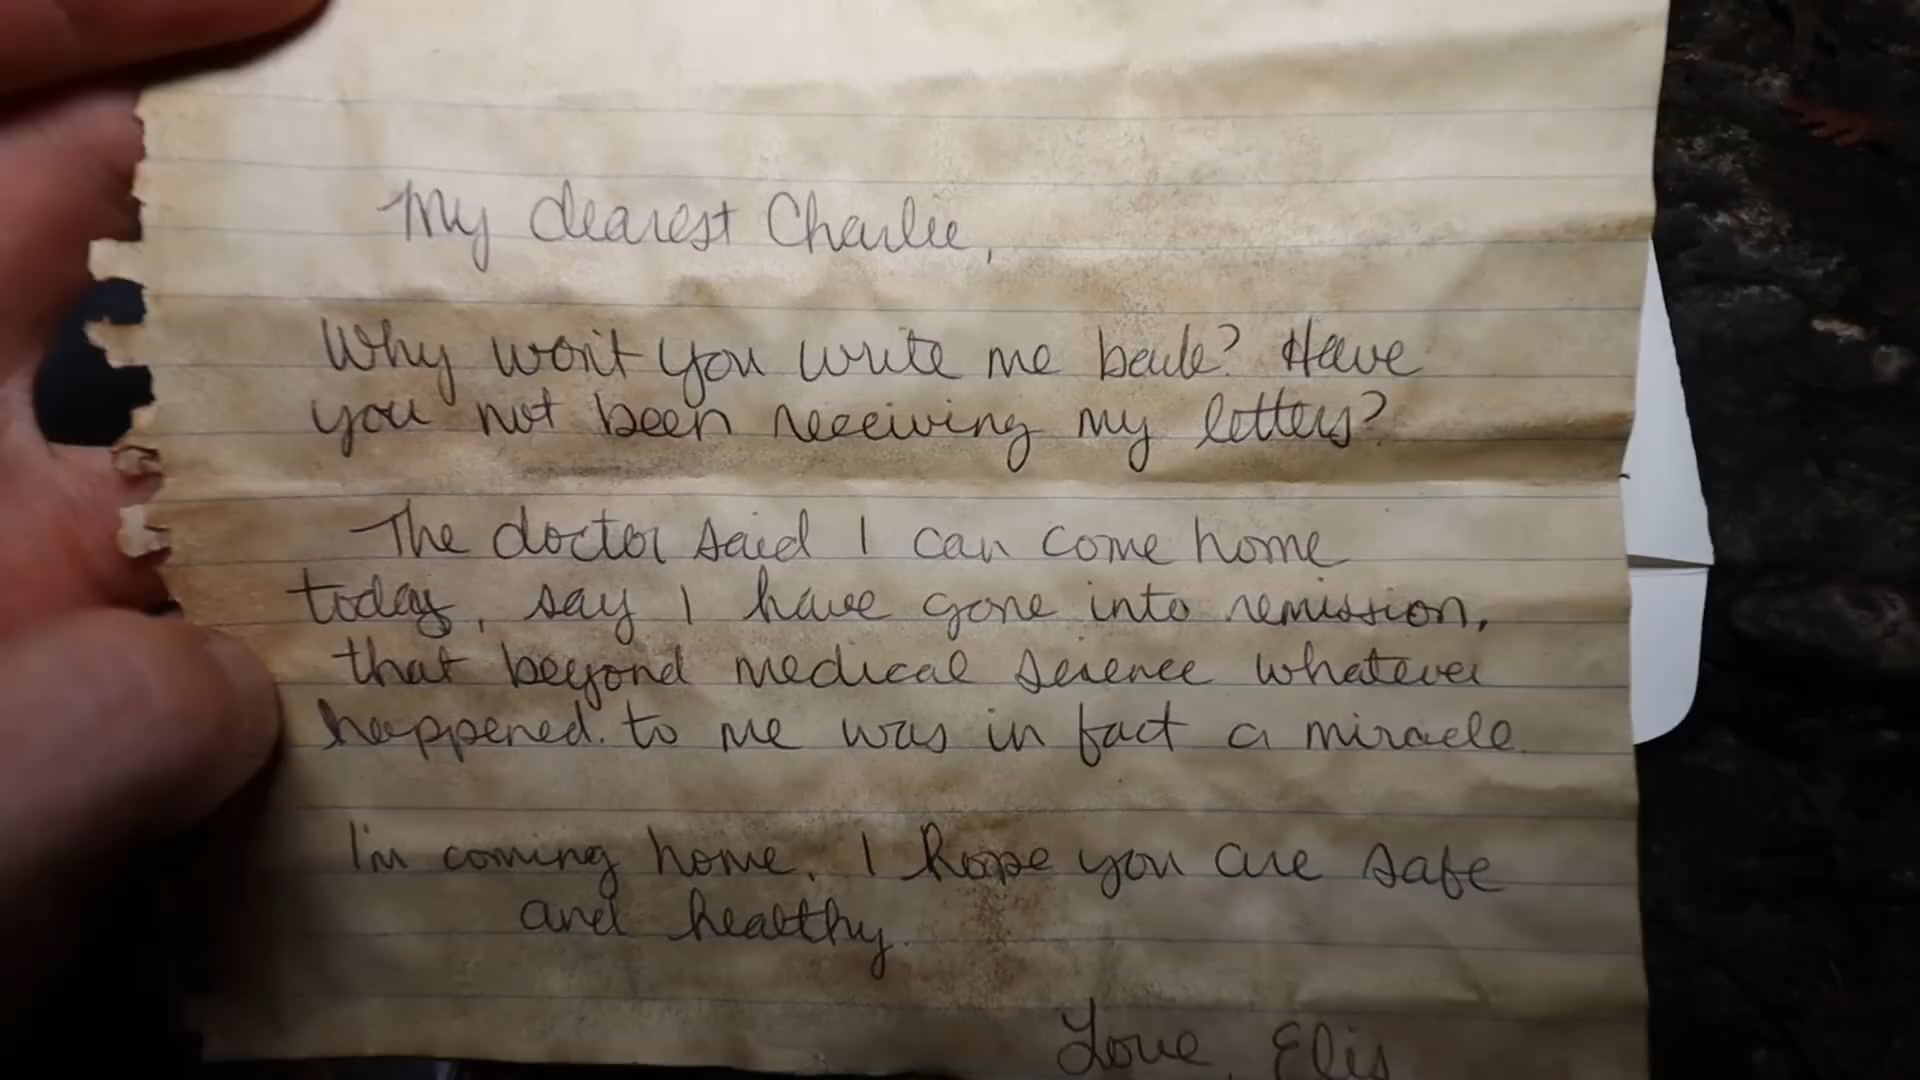 My dearest Charlie,
Why won't you write me back? Have
you not been receiving my letters?
The doctor said I can come home
today, say I have gone into remission,
that beyond medical science whatever
happened. to me was in fact a miracle.
I'm coming home. I hope you are safe
and healthy.
Love, Elis